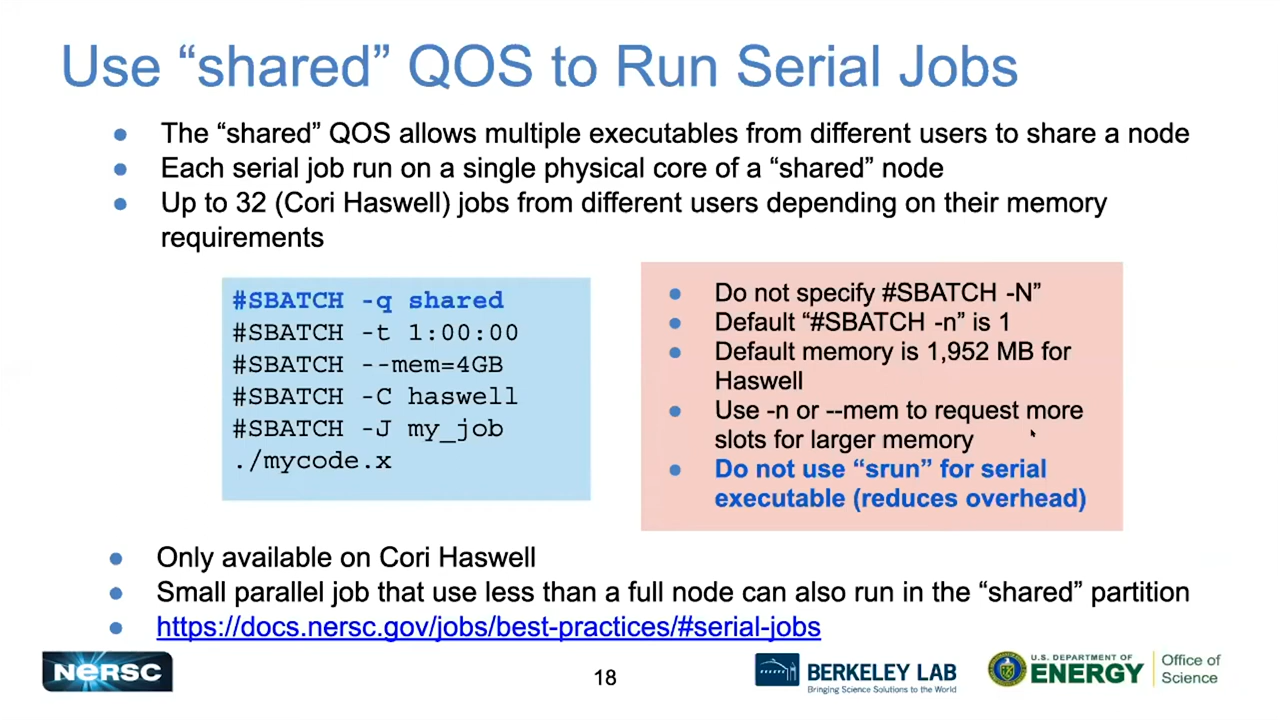 Use “shared” QOS to Run Serial Jobs
● The “shared” QOS allows multiple executables from different users to share a node
● Each serial job run on a single physical core of a “shared” node
● Up to 32 (Cori Haswell) jobs from different users depending on their memory
requirements
#SBATCH -q shared
#SBATCH -t 1:00:00
#SBATCH --mem=4GB
#SBATCH -C haswell
#SBATCH -J my_job
./mycode.x
● Do not specify #SBATCH -N”
● Default “#SBATCH -n” is 1
● Default memory is 1,952 MB for
Haswell
● Use -n or --mem to request more
slots for larger memory
● Do not use “srun” for serial
executable (reduces overhead)
● Only available on Cori Haswell
● Small parallel job that use less than a full node can also run in the “shared” partition
● https://docs.nersc.gov/jobs/best-practices/#serial-jobs
NERSC
18
BERKELEY LAB
Bringing Science Solutions to the World
U.S. DEPARTMENT OF
ENERGY
Office of
Science